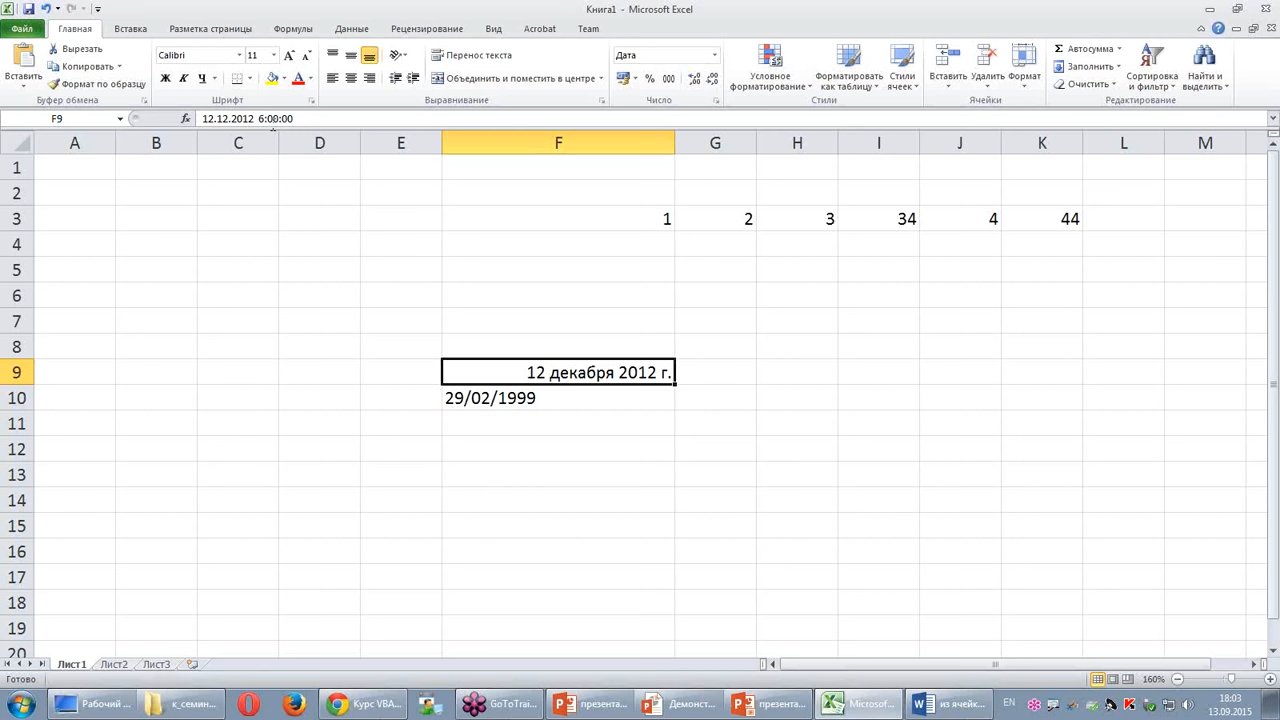 Книга1 - Microsoft Excel
Файл Главная Вставка Разметка страницы Формулы Данные Рецензирование Вид Acrobat Team
Вставить
Вырезать
Копировать
Формат по образцу
Буфер обмена
Calibri 11
Ж К Ч
Шрифт
Перенос текста
Объединить и поместить в центре
Выравнивание
Дата
% 000
Число
Условное форматирование
Форматировать как таблицу
Стили ячеек
Стили
Вставить Удалить Формат
Ячейки
Σ Автосумма
Заполнить
Очистить
Сортировка и фильтр
Найти и выделить
Редактирование
F9 fx 12.12.2012 6:00:00
A B C D E F G H I J K L M
1
2
3 1 2 3 34 4 44
4
5
6
7
8
9 12 декабря 2012 г.
10 29/02/1999
11
12
13
14
15
16
17
18
19
20
Лист1 Лист2 Лист3
Готово 160%
Рабочий ... к_семин... Курс VBA... GoToTrai... презента... Демонст... презента... Microsof... из ячейк... EN 18:03
13.09.2015